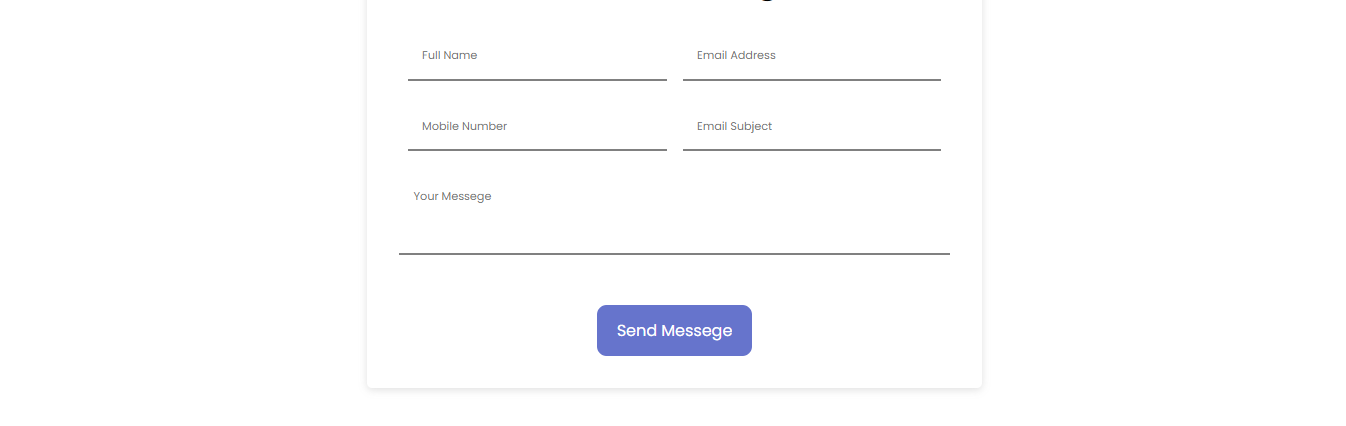 Full Name
Email Address
Mobile Number
Email Subject
Your Messege
Send Messege